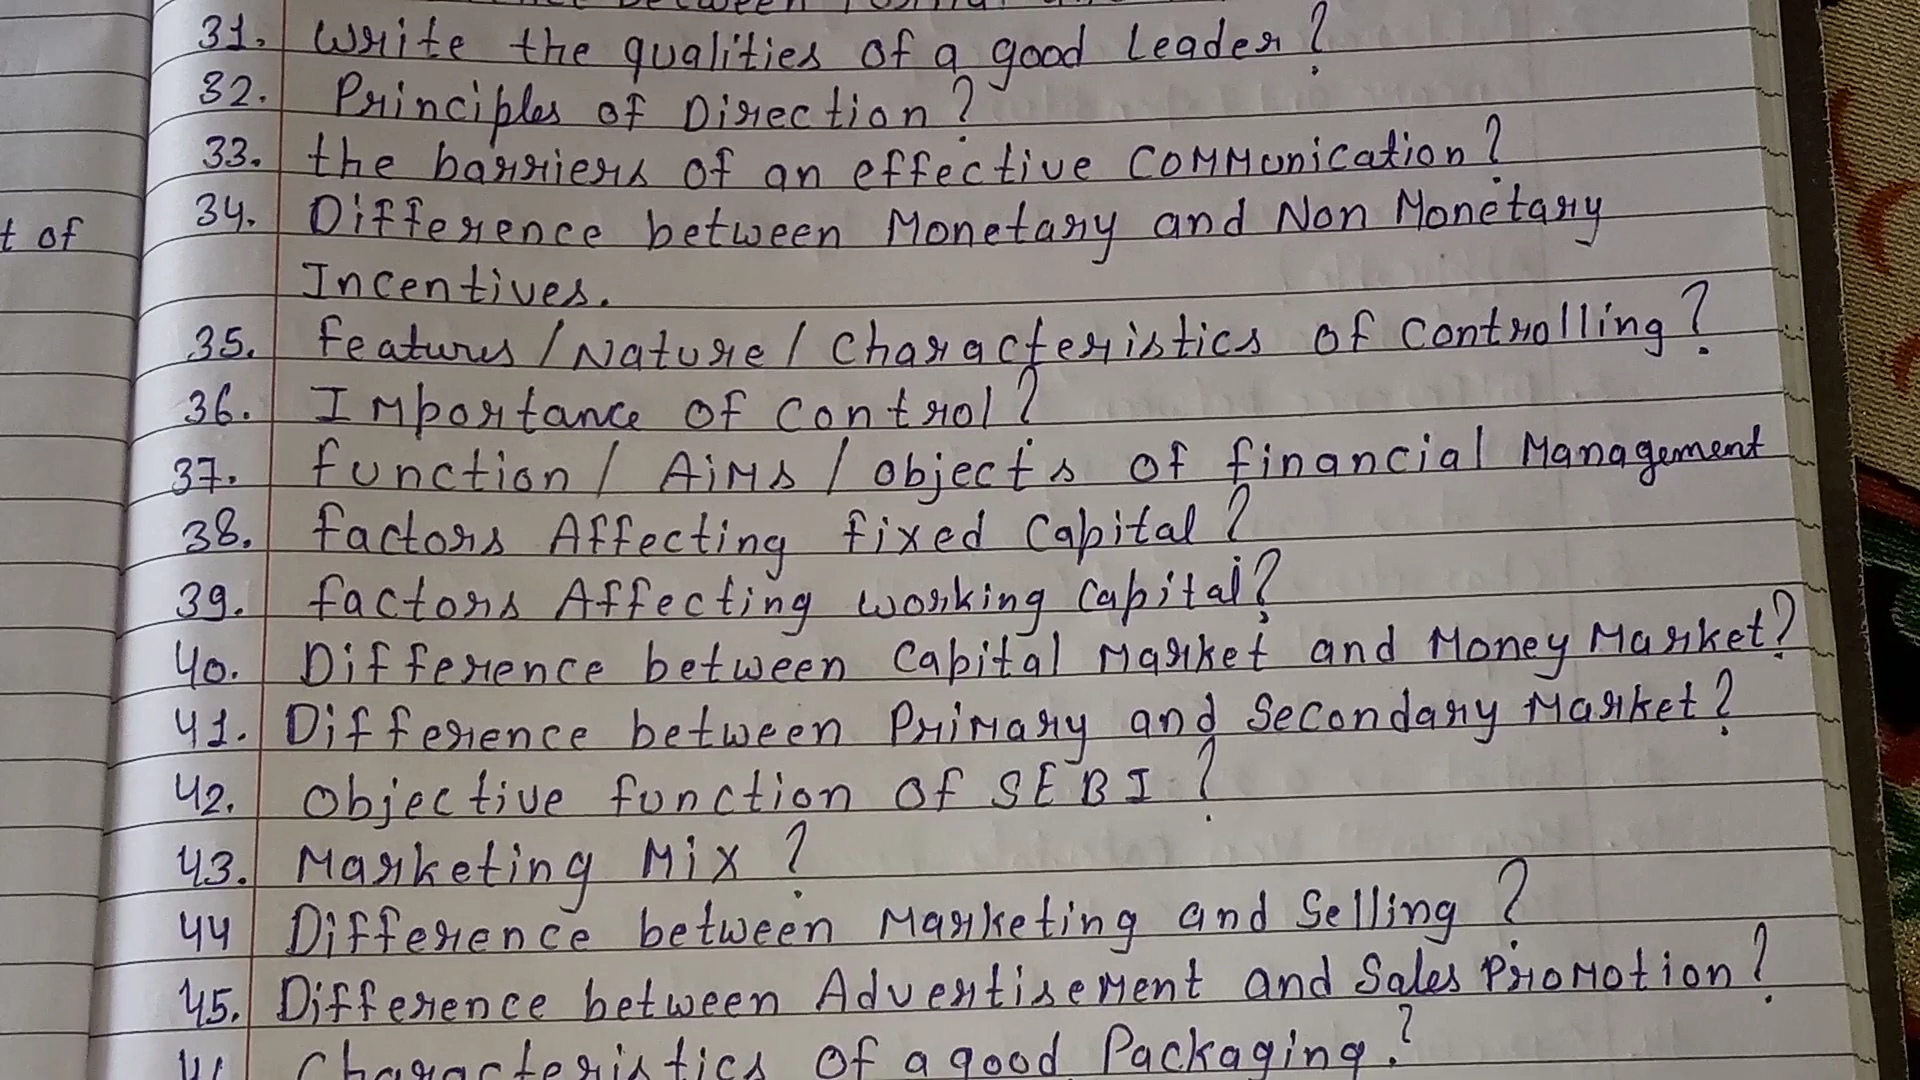 between
31. Write the qualities of a good leader?
32. Principles of Direction?
33. the barriers of an effective Communication?
34. Difference between Monetary and Non Monetary
t of
Incentives.
35. features / Nature / Characteristics of Controlling?
36. Importance of Control?
37. function / Aims / objects of financial Management
38. factors Affecting fixed Capital?
39. factors Affecting working Capital?
40. Difference between Capital Market and Money Market?
41. Difference between Primary and Secondary Market?
42. Objective function of SEBI?
43. Marketing Mix?
44 Difference between Marketing and Selling?
45. Difference between Advertisement and Sales Promotion?
Characteristics of a good Packaging.?